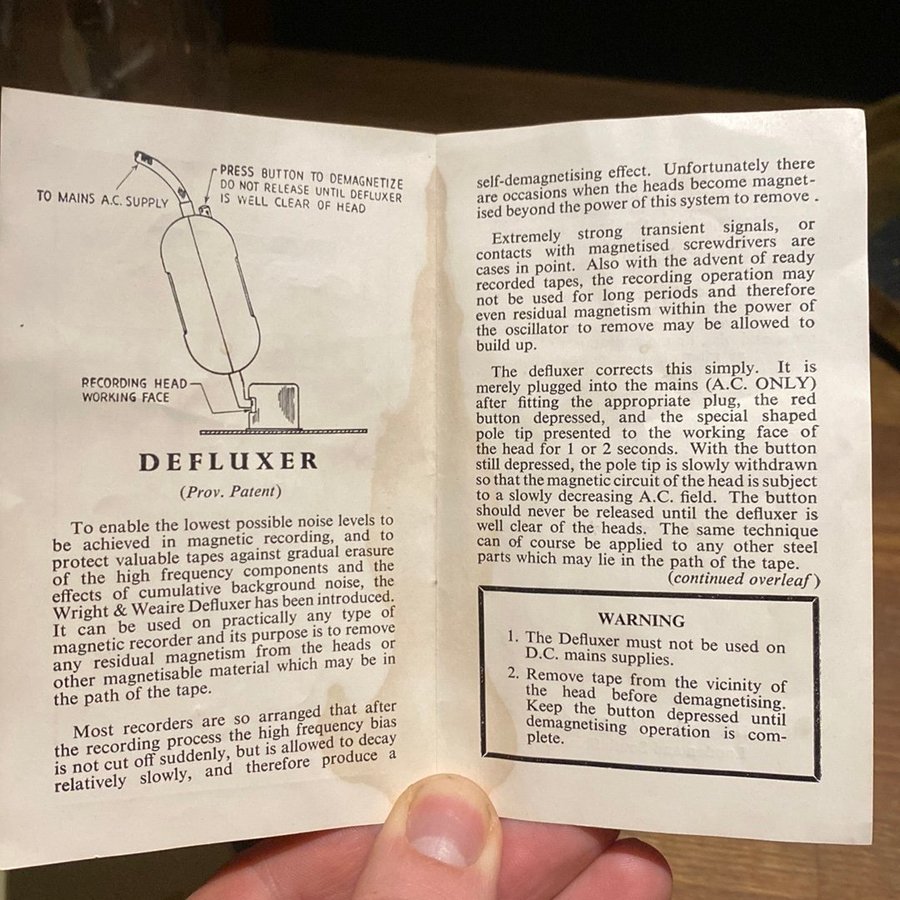 PRESS BUTTON TO DEMAGNETIZE
DO NOT RELEASE UNTIL DEFLUXER
IS WELL CLEAR OF HEAD
TO MAINS A.C. SUPPLY
RECORDING HEAD
WORKING FACE
DEFLUXER
(Prov. Patent)
To enable the lowest possible noise levels to
be achieved in magnetic recording, and to
protect valuable tapes against gradual erasure
of the high frequency components and the
effects of cumulative background noise, the
Wright & Weaire Defluxer has been introduced.
It can be used on practically any type of
magnetic recorder and its purpose is to remove
any residual magnetism from the heads or
other magnetisable material which may be in
the path of the tape.
Most recorders are so arranged that after
the recording process the high frequency bias
is not cut off suddenly, but is allowed to decay
relatively slowly, and therefore produce a
self-demagnetising effect. Unfortunately there
are occasions when the heads become magnet-
ised beyond the power of this system to remove .
Extremely strong transient signals, or
contacts with magnetised screwdrivers are
cases in point. Also with the advent of ready
recorded tapes, the recording operation may
not be used for long periods and therefore
even residual magnetism within the power of
the oscillator to remove may be allowed to
build up.
The defluxer corrects this simply. It is
merely plugged into the mains (A.C. ONLY)
after fitting the appropriate plug, the red
button depressed, and the special shaped
pole tip presented to the working face of
the head for 1 or 2 seconds. With the button
still depressed, the pole tip is slowly withdrawn
so that the magnetic circuit of the head is subject
to a slowly decreasing A.C. field. The button
should never be released until the defluxer is
well clear of the heads. The same technique
can of course be applied to any other steel
parts which may lie in the path of the tape.
(continued overleaf)
WARNING
1. The Defluxer must not be used on
D.C. mains supplies.
2. Remove tape from the vicinity of
the head before demagnetising.
Keep the button depressed until
demagnetising operation is com-
plete.